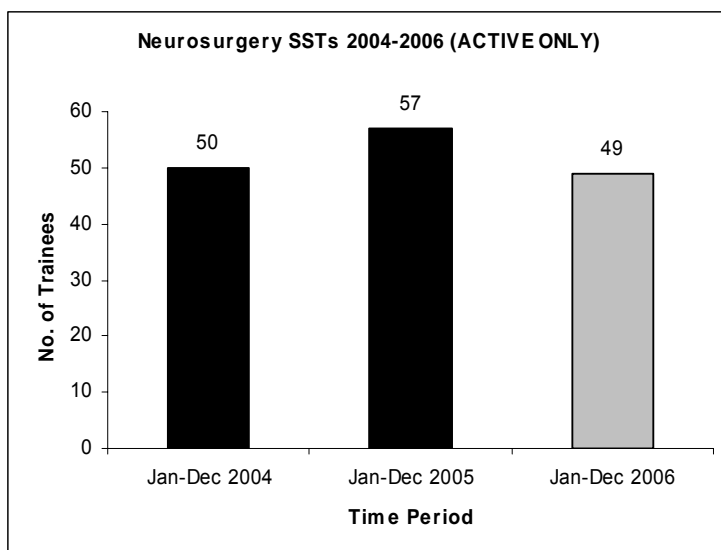 Neurosurgery SSTs 2004-2006 (ACTIVE ONLY)
No. of Trainees
60
50
40
30
20
10
0
50
57
49
Jan-Dec 2004
Jan-Dec 2005
Jan-Dec 2006
Time Period